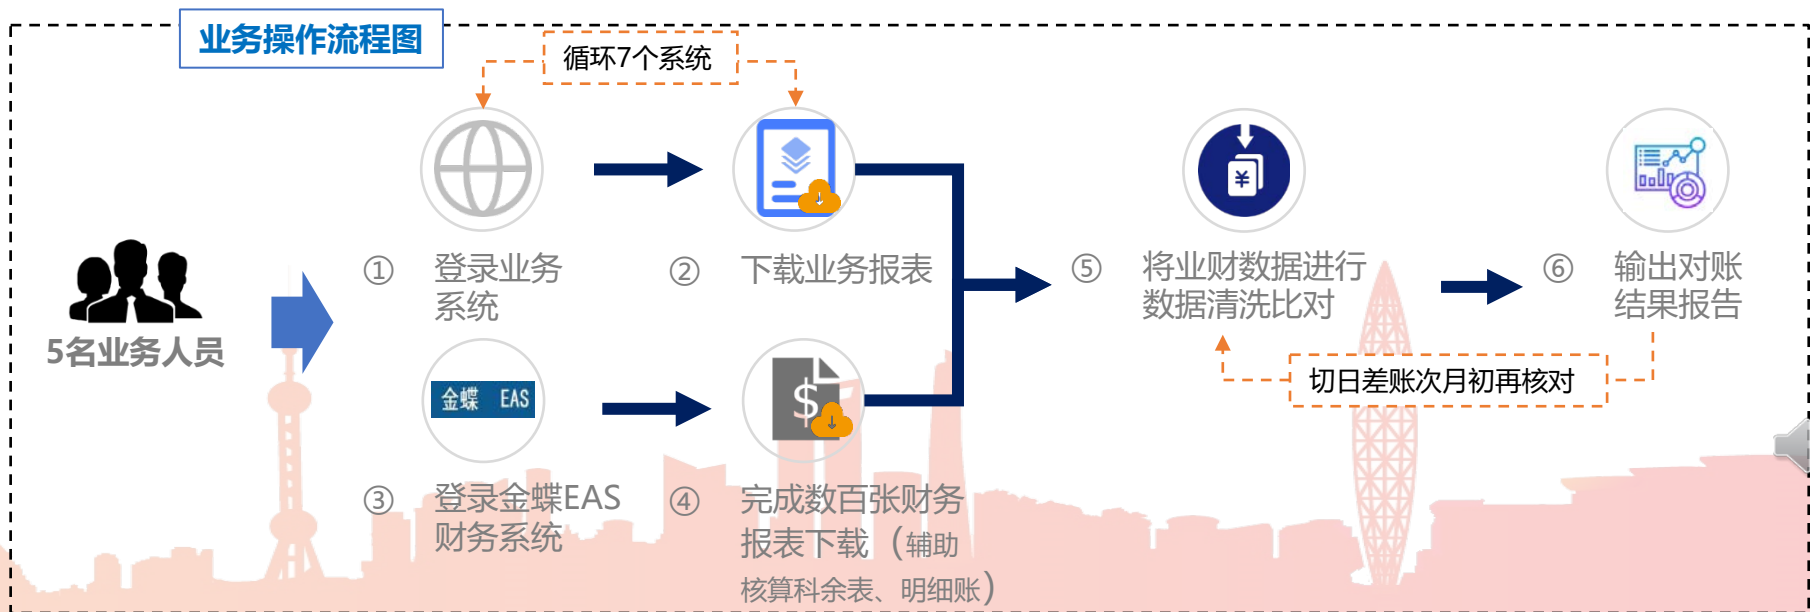 业务操作流程图
循环7个系统
① 登录业务
系统
② 下载业务报表
5名业务人员
金蝶 EAS
③ 登录金蝶EAS
财务系统
④ 完成数百张财务
报表下载（辅助
核算科余表、明细账）
¥
$
⑤ 将业财数据进行
数据清洗比对
⑥ 输出对账
结果报告
切日差账次月初再核对